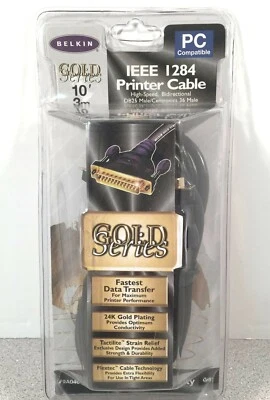 BELKIN
PC
Compatible
GOLD
Series
10'
3m
IEEE 1284
Printer Cable
High-Speed, Bidirectional
DB25 Male/Centronics 36 Male
GOLD
Series
Fastest
Data Transfer
For Maximum
Printer Performance
24K Gold Plating
Provides Optimum
Conductivity
Tactilite™ Strain Relief
Exclusive Design Provides Added
Strength & Durability
Flextec™ Cable Technology
Provides Extra Flexibility
For Use In Tight Areas